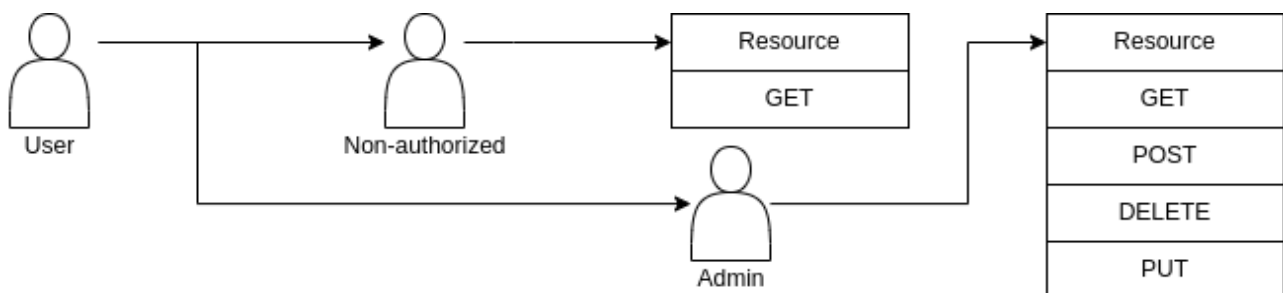 User
Non-authorized
Resource
GET
Admin
Resource
GET
POST
DELETE
PUT